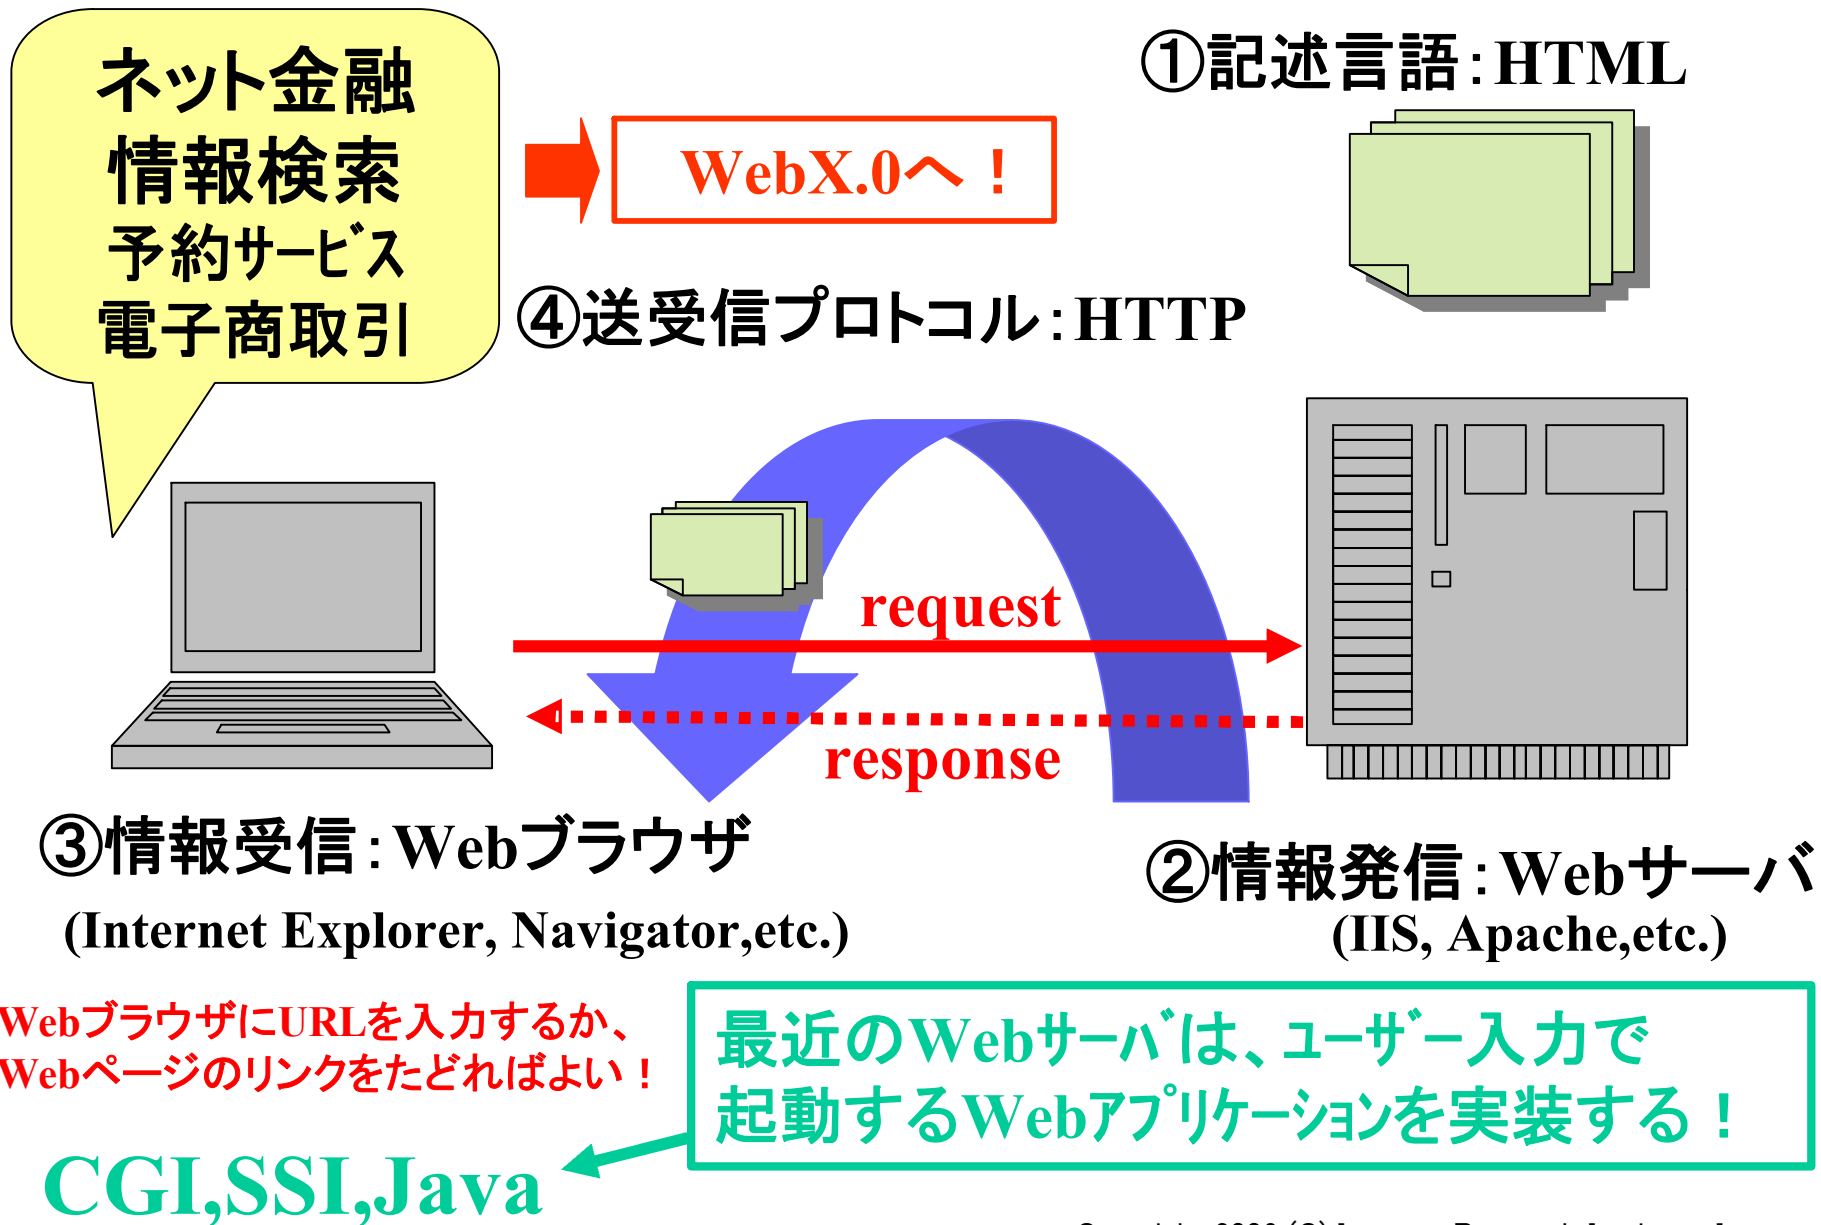 ネット金融
情報検索
予約サービス
電子商取引
WebX.0へ！
①記述言語：HTML
④送受信プロトコル：HTTP
request
response
③情報受信：Webブラウザ
(Internet Explorer, Navigator,etc.)
②情報発信：Webサーバ
(IIS, Apache,etc.)
WebブラウザにURLを入力するか、
Webページのリンクをたどればよい！
最近のWebサーバは、ユーザー入力で
起動するWebアプリケーションを実装する！
CGI,SSI,Java